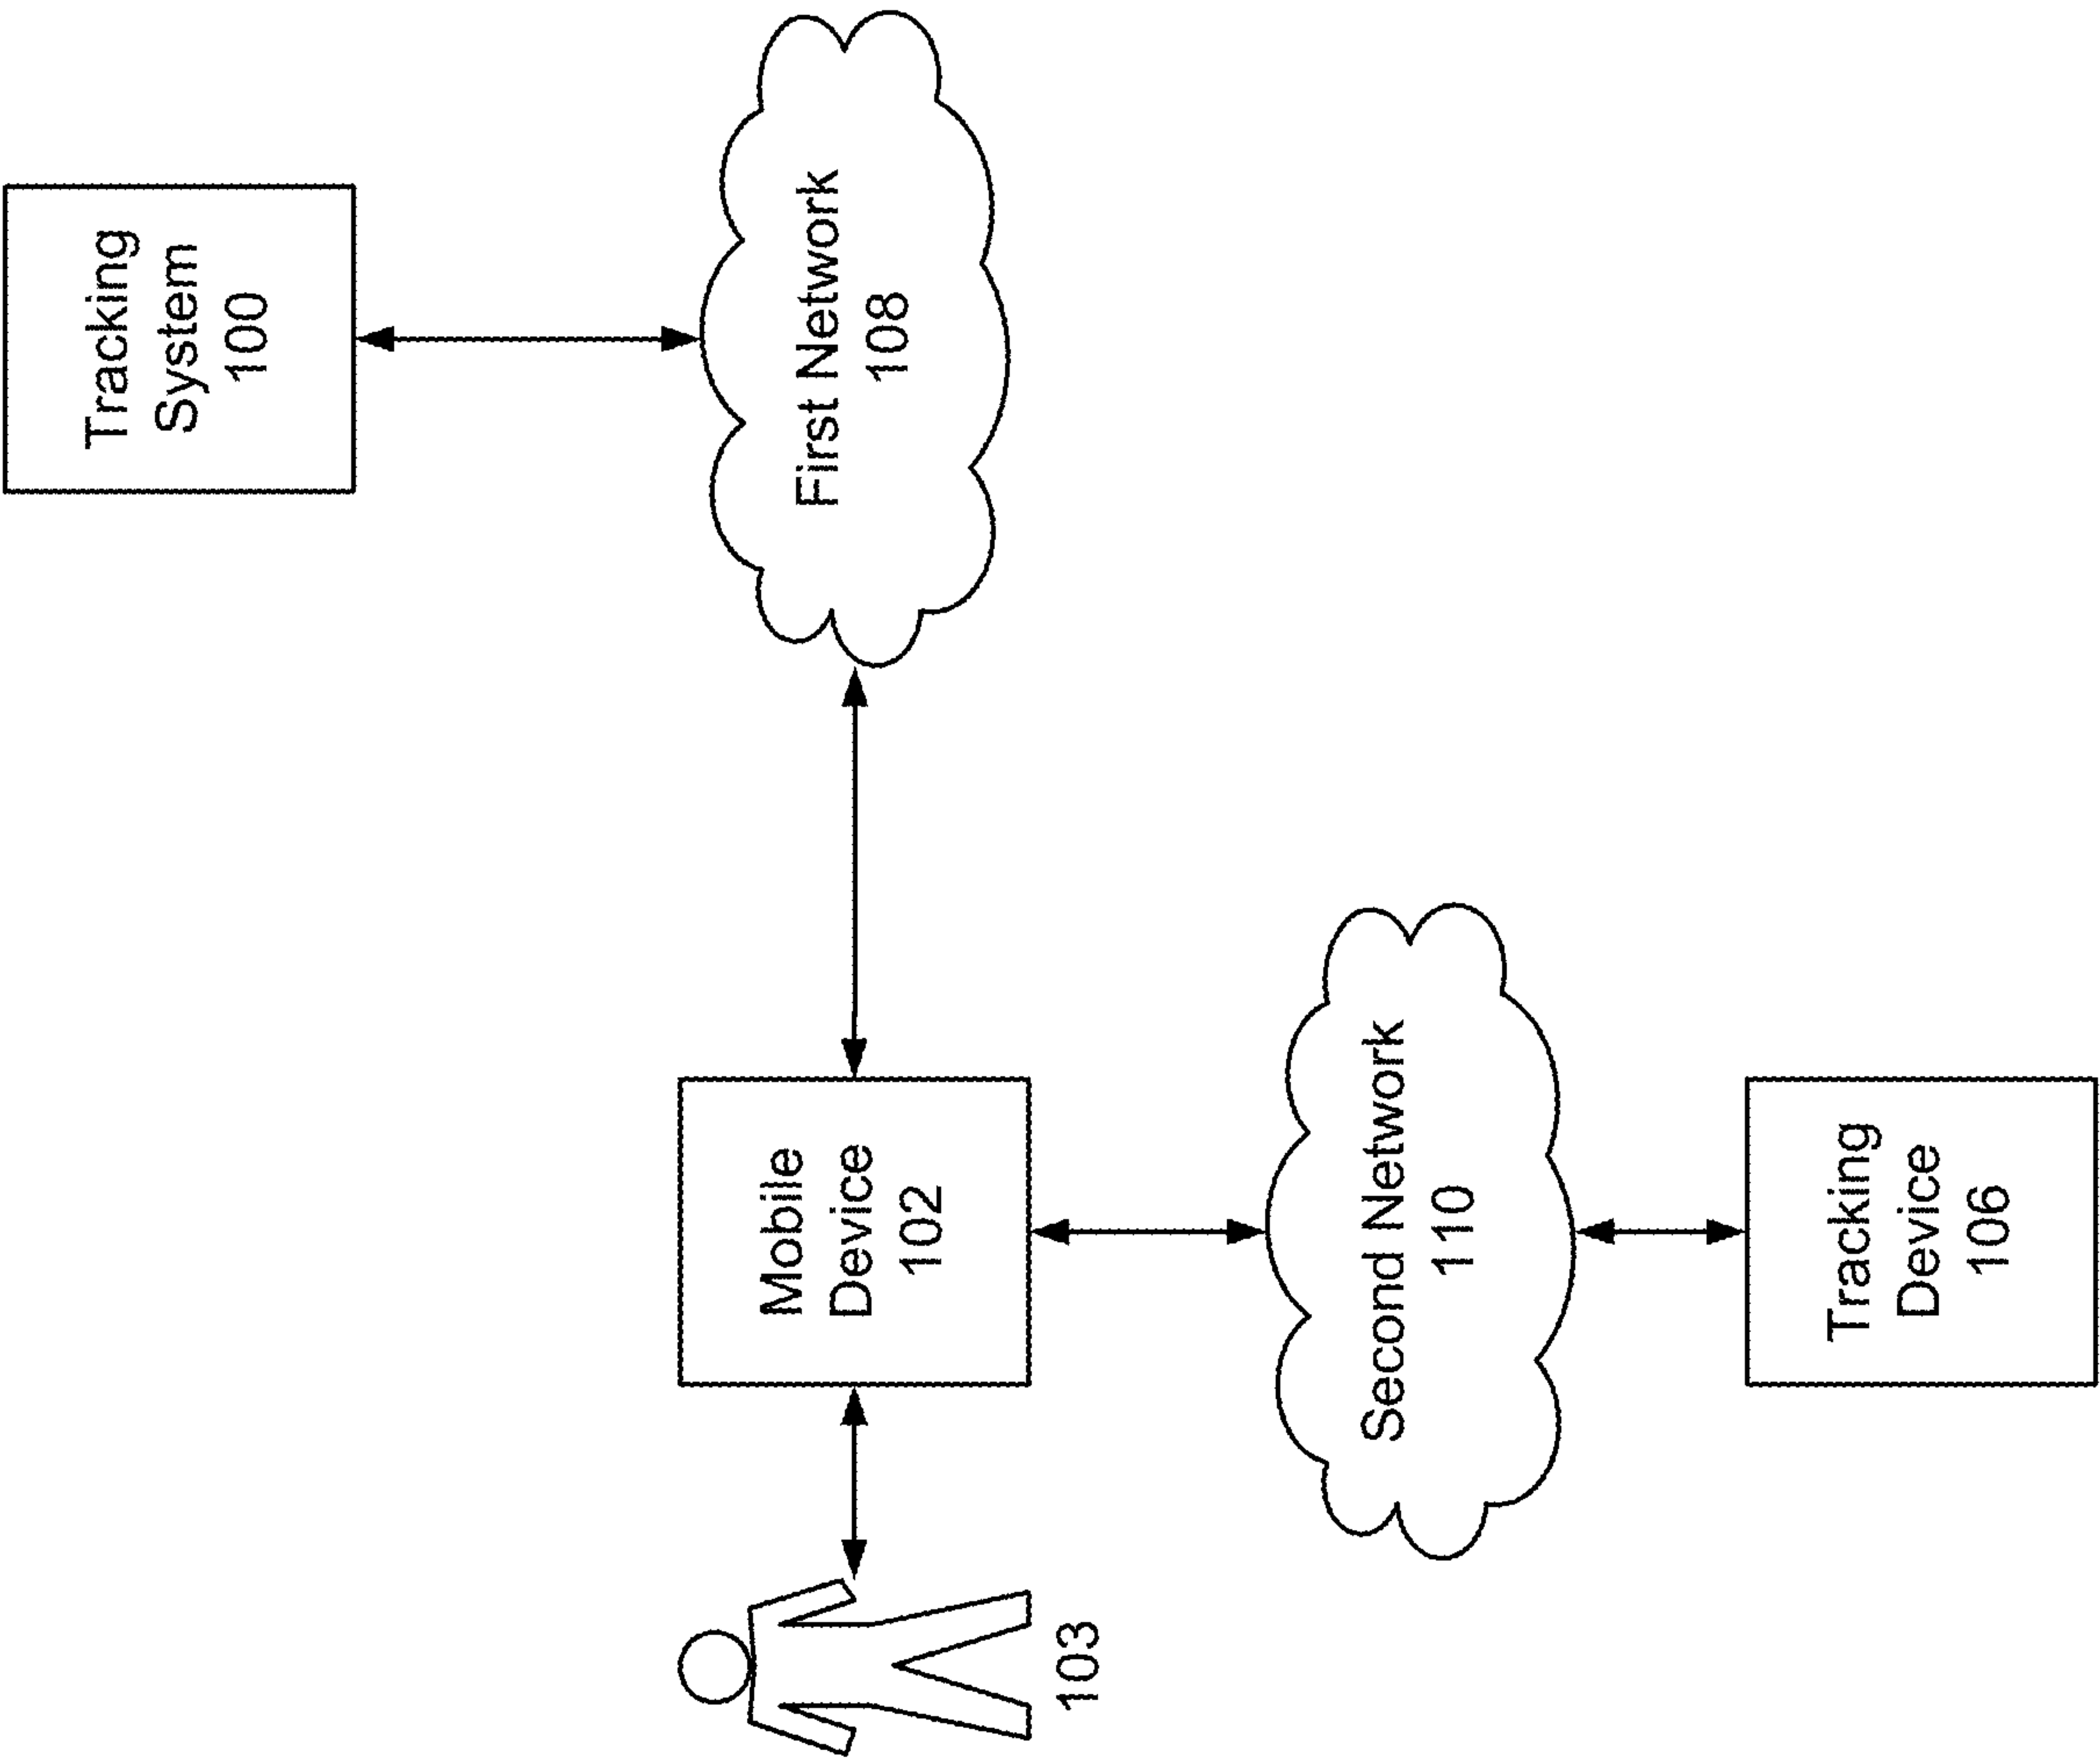 Tracking
System
100
First Network
108
103
Mobile
Device
102
Second Network
110
Tracking
Device
106